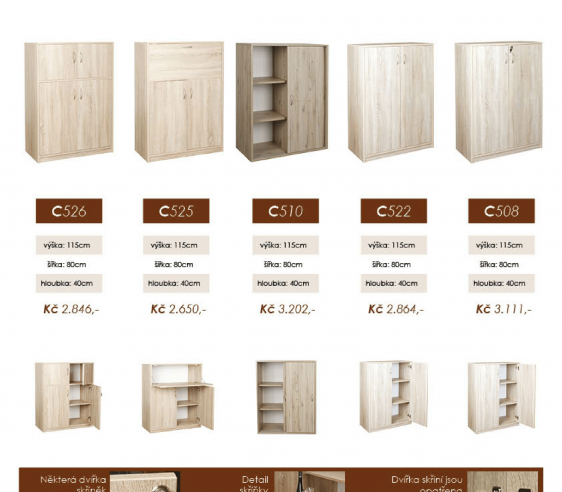 C526
C525
C510
C522
C508
výška: 115cm
výška: 115cm
výška: 115cm
výška: 115cm
výška: 115cm
šířka: 80cm
šířka: 80cm
šířka: 80cm
šířka: 80cm
šířka: 80cm
hloubka: 40cm
hloubka: 40cm
hloubka: 40cm
hloubka: 40cm
hloubka: 40cm
Kč 2.846,-
Kč 2.650,-
Kč 3.202,-
Kč 2.864,-
Kč 3.111,-
Některá dvířka
skříněk
Detail
skříňky
Dvířka skříní jsou
opatřena